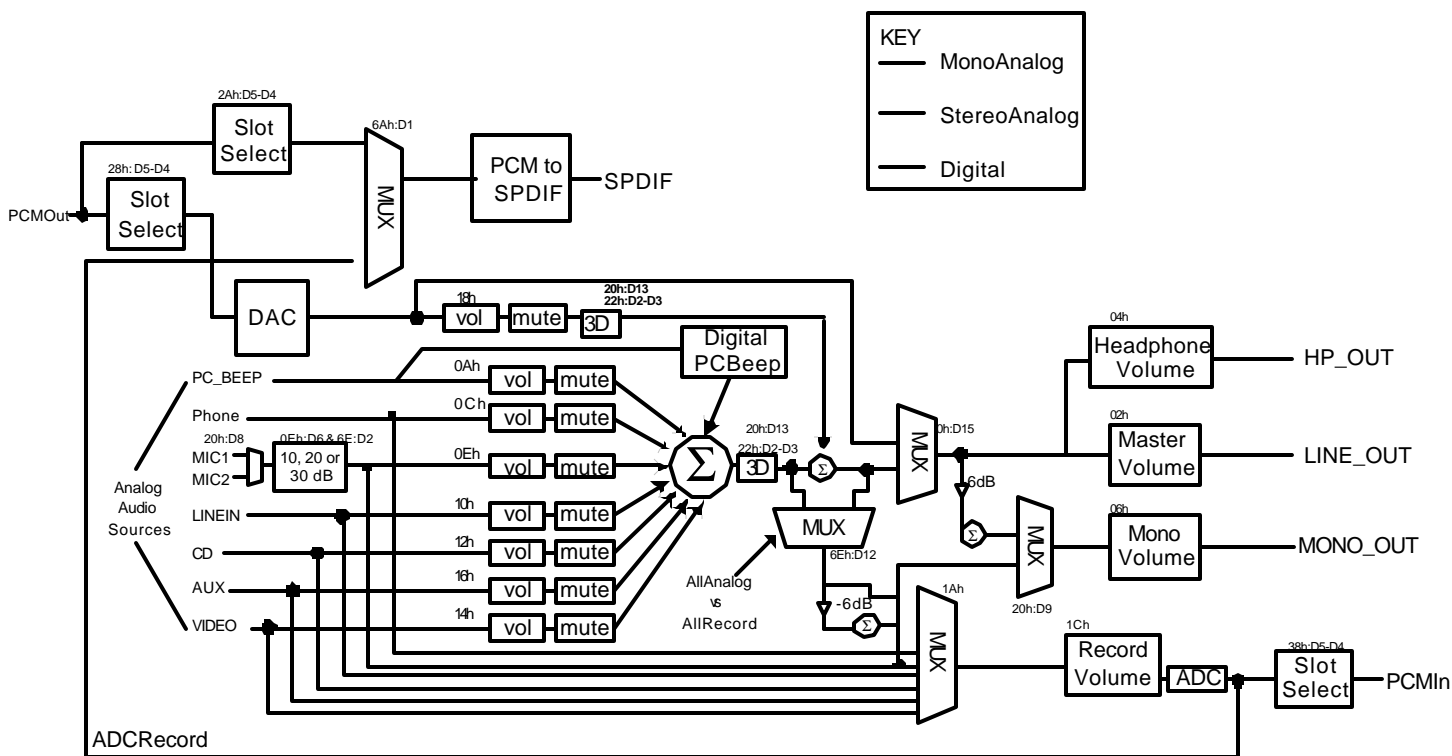 KEY
MonoAnalog
StereoAnalog
Digital
2Ah:D5-D4
Slot
Select
6Ah:D1
MUX
PCM to
SPDIF
SPDIF
28h:D5-D4
Slot
Select
PCMOut
DAC
18h
vol
mute
20h:D13
22h:D2-D3
3D
Digital
PCBeep
04h
Headphone
Volume
HP_OUT
PC_BEEP
0Ah
vol
mute
Phone
0Ch
vol
mute
20h:D8
MIC1
MIC2
0Eh:D6 & 6E:D2
10, 20 or
30 dB
0Eh
vol
mute
Σ
20h:D13
22h:D2-D3
3D
Σ
MUX
0h:D15
02h
Master
Volume
LINE_OUT
-6dB
Analog
Audio
Sources
LINEIN
10h
vol
mute
MUX
6Eh:D12
Σ
MUX
20h:D9
06h
Mono
Volume
MONO_OUT
CD
12h
vol
mute
AUX
16h
vol
mute
VIDEO
14h
vol
mute
AllAnalog
vs
AllRecord
-6dB
Σ
1Ah
MUX
1Ch
Record
Volume
ADC
38h:D5-D4
Slot
Select
PCMIn
ADCRecord